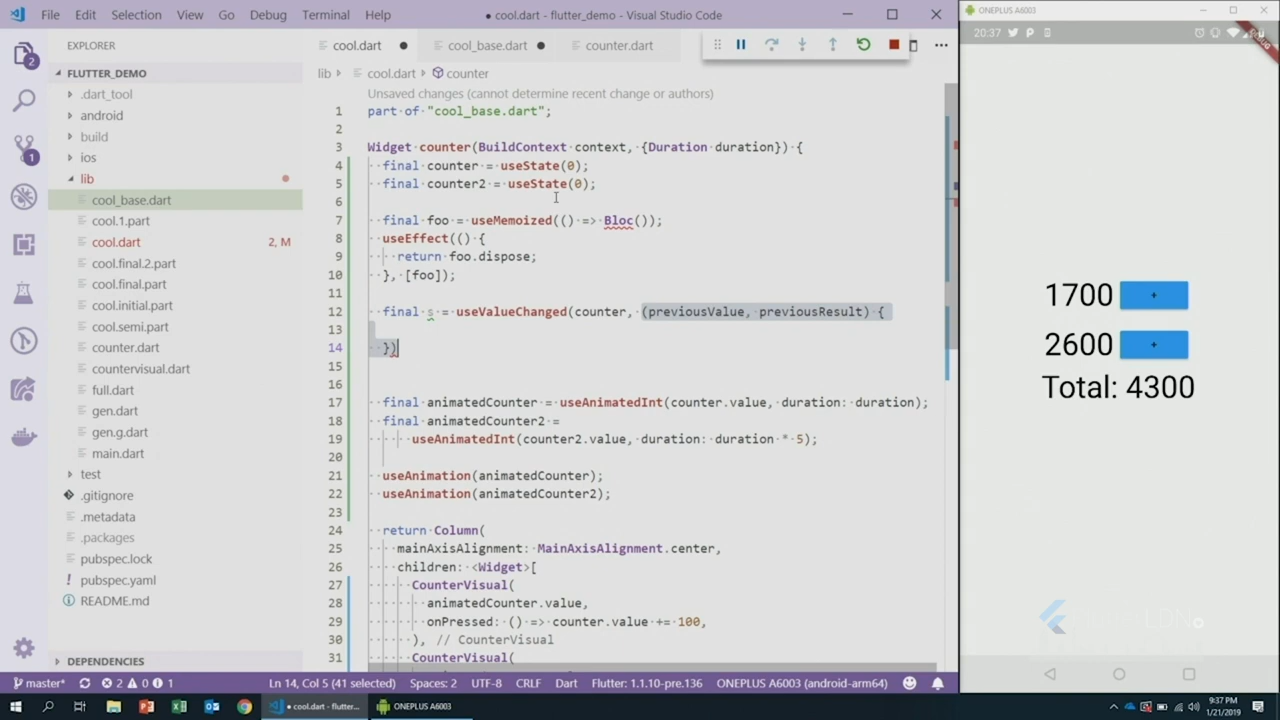 File Edit Selection View Go Debug Terminal Help
● cool.dart - flutter_demo - Visual Studio Code
EXPLORER
FLUTTER_DEMO
.dart_tool
android
build
ios
lib
cool_base.dart
cool.1.part
cool.dart 2, M
cool.final.2.part
cool.final.part
cool.initial.part
cool.semi.part
counter.dart
countervisual.dart
full.dart
gen.dart
gen.g.dart
main.dart
test
.gitignore
.metadata
.packages
pubspec.lock
pubspec.yaml
README.md
DEPENDENCIES
2
1
cool.dart ● cool_base.dart ● counter.dart
lib cool.dart counter
Unsaved changes (cannot determine recent change or authors)
1 part of "cool_base.dart";
2
3 Widget counter(BuildContext context, {Duration duration}) {
4 final counter = useState(0);
5 final counter2 = useState(0);
6
7 final foo = useMemoized(() => Bloc());
8 useEffect(() {
9 return foo.dispose;
10 }, [foo]);
11
12 final s = useValueChanged(counter, (previousValue, previousResult) {
13
14 })
15
16
17 final animatedCounter = useAnimatedInt(counter.value, duration: duration);
18 final animatedCounter2 =
19 useAnimatedInt(counter2.value, duration: duration * 5);
20
21 useAnimation(animatedCounter);
22 useAnimation(animatedCounter2);
23
24 return Column(
25 mainAxisAlignment: MainAxisAlignment.center,
26 children: <Widget>[
27 CounterVisual(
28 animatedCounter.value,
29 onPressed: () => counter.value += 100,
30 ), // CounterVisual
31 CounterVisual(
master* 2 0 1 Ln 14, Col 5 (41 selected) Spaces: 2 UTF-8 CRLF Dart Flutter: 1.1.10-pre.136 ONEPLUS A6003 (android-arm64)
ONEPLUS A6003
20:37
1700 +
2600 +
Total: 4300
● cool.dart - flutter... ONEPLUS A6003
9:37 PM
1/21/2019